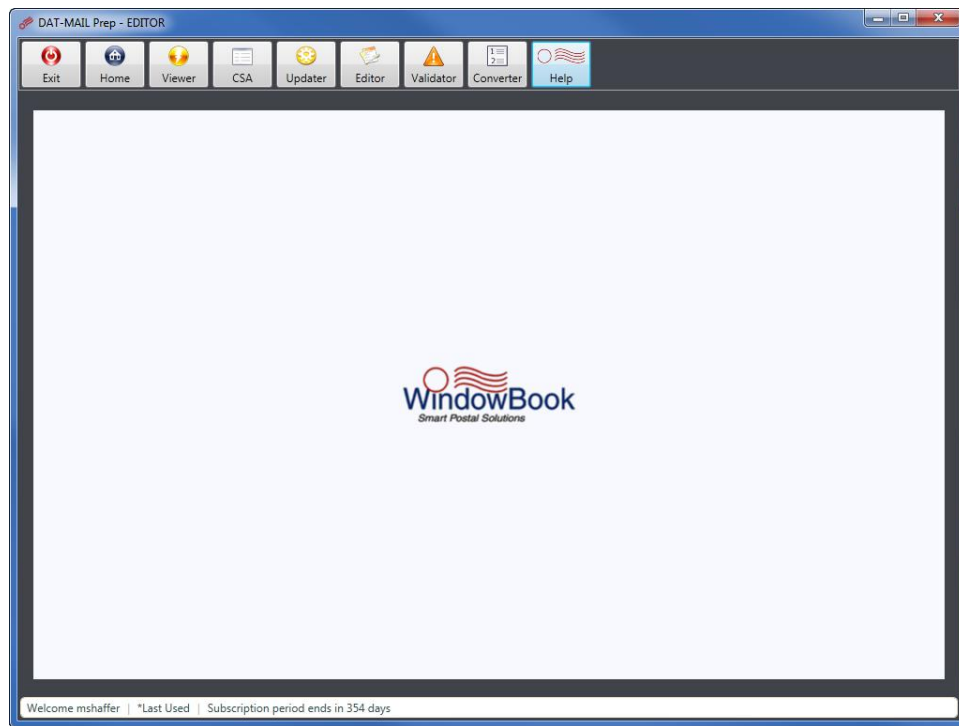 DAT-MAIL Prep - EDITOR
Exit Home Viewer CSA Updater Editor Validator Converter Help
WindowBook
Smart Postal Solutions
Welcome mshaffer | *Last Used | Subscription period ends in 354 days